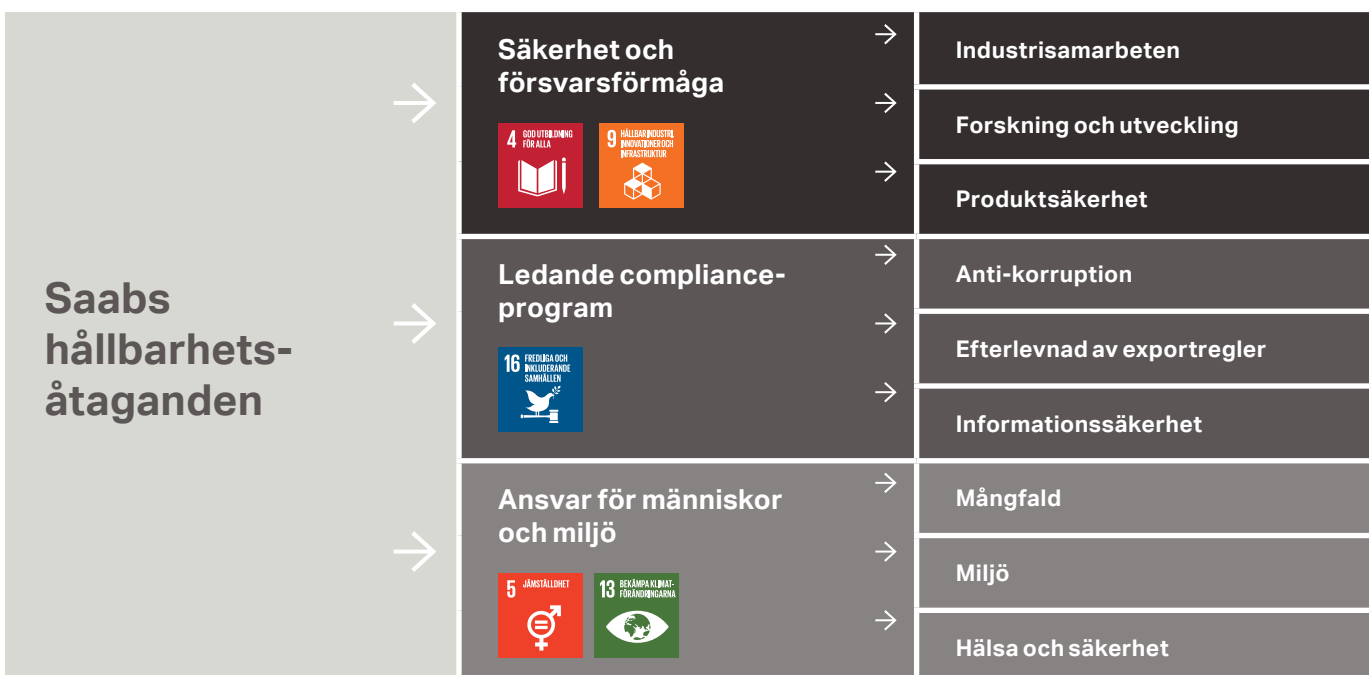 Saabs
hållbarhets-
åtaganden
Säkerhet och
försvarsförmåga
4 GOD UTBILDNING
FÖR ALLA
9 HÅLLBAR INDUSTRI,
INNOVATIONER OCH
INFRASTRUKTUR
Industrisamarbeten
Forskning och utveckling
Produktsäkerhet
Ledande compliance-
program
16 FREDLIGA OCH
INKLUDERANDE
SAMHÄLLEN
Anti-korruption
Efterlevnad av exportregler
Informationssäkerhet
Ansvar för människor
och miljö
5 JÄMSTÄLLDHET
13 BEKÄMPA KLIMAT-
FÖRÄNDRINGARNA
Mångfald
Miljö
Hälsa och säkerhet